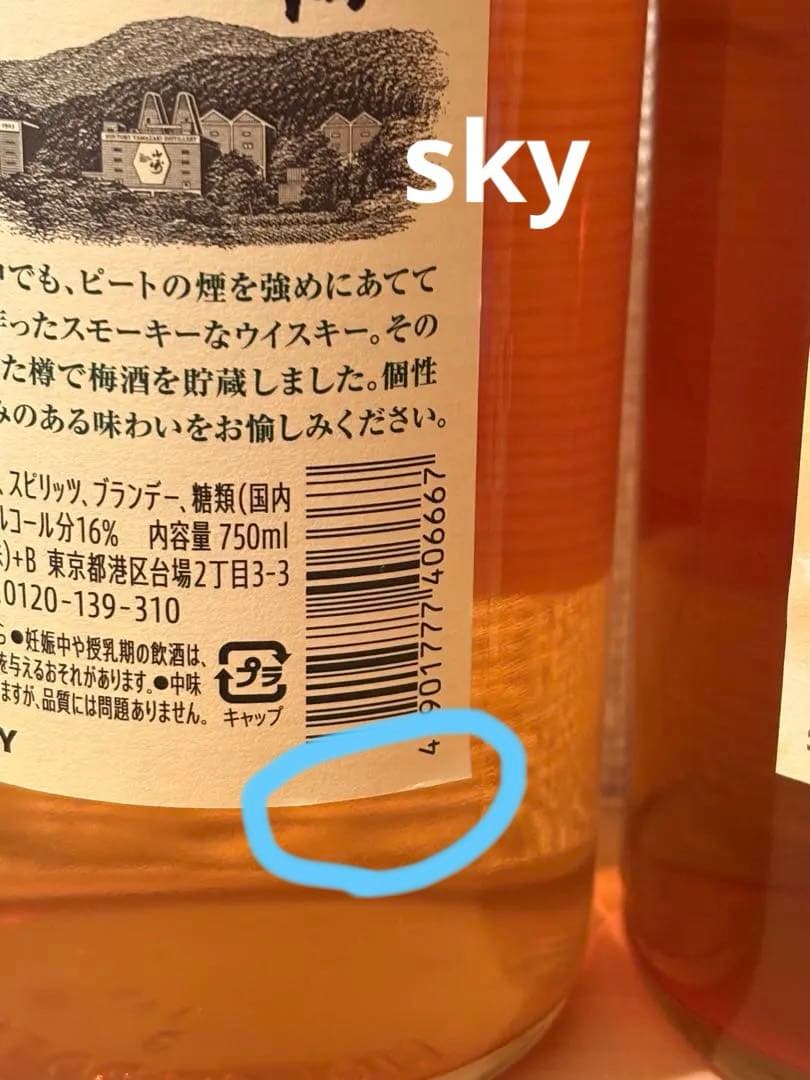 SUNTORY YAMAZAKI DISTILLERY
山崎
sky
でも、ピートの煙を強めにあてて
ったスモーキーなウイスキー。その
た樽で梅酒を貯蔵しました。個性
みのある味わいをお愉しみください。
、スピリッツ、ブランデー、糖類(国内
ルコール分16% 内容量 750ml
)+B 東京都港区台場2丁目3-3
0120-139-310
●妊娠中や授乳期の飲酒は、
を与えるおそれがあります。●中味
ますが、品質には問題ありません。
プラ
キャップ
4901777406667
Y